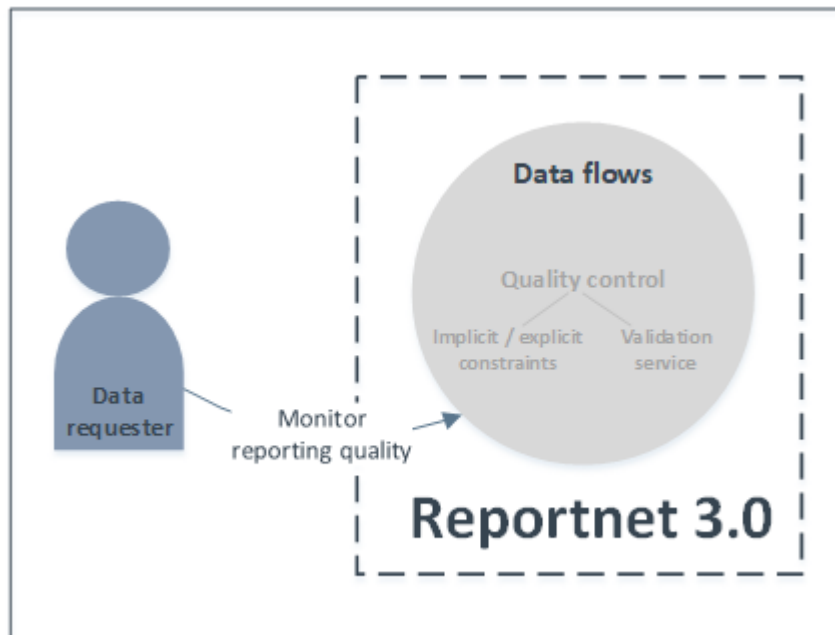 Data flows
Quality control
Implicit / explicit
constraints
Validation
service
Data
requester
Monitor
reporting quality
Reportnet 3.0